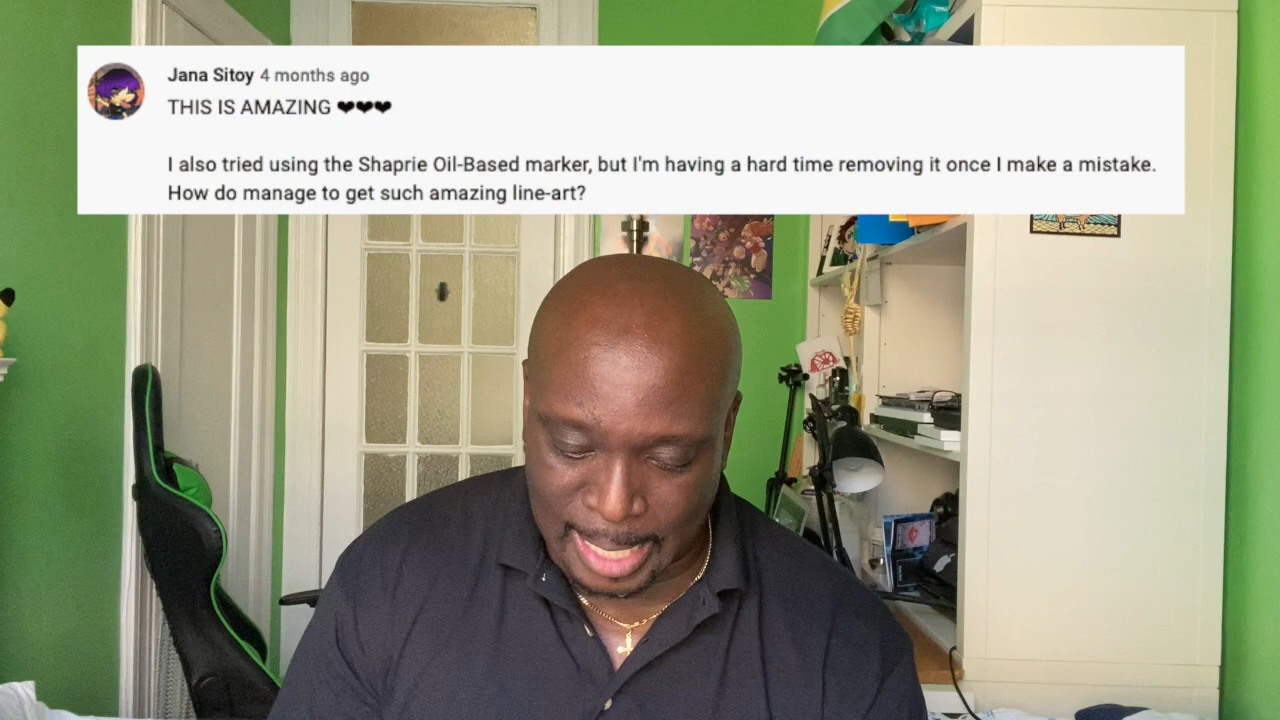 Jana Sitoy 4 months ago
THIS IS AMAZING ❤❤❤
I also tried using the Shaprie Oil-Based marker, but I'm having a hard time removing it once I make a mistake.
How do manage to get such amazing line-art?